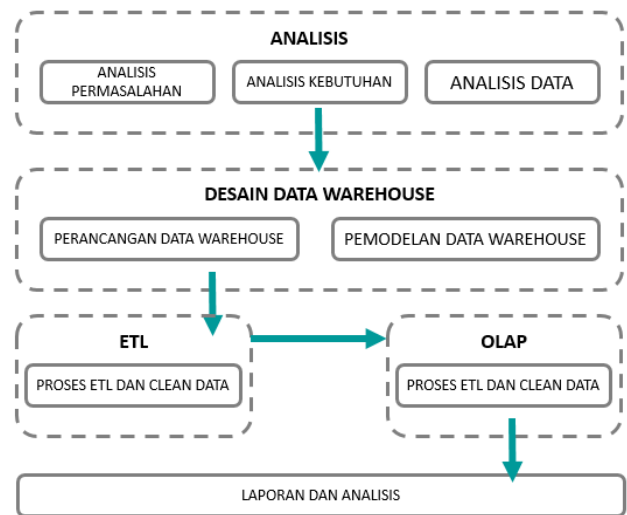 ANALISIS
ANALISIS
PERMASALAHAN
ANALISIS KEBUTUHAN
ANALISIS DATA
DESAIN DATA WAREHOUSE
PERANCANGAN DATA WAREHOUSE
PEMODELAN DATA WAREHOUSE
ETL
PROSES ETL DAN CLEAN DATA
OLAP
PROSES ETL DAN CLEAN DATA
LAPORAN DAN ANALISIS